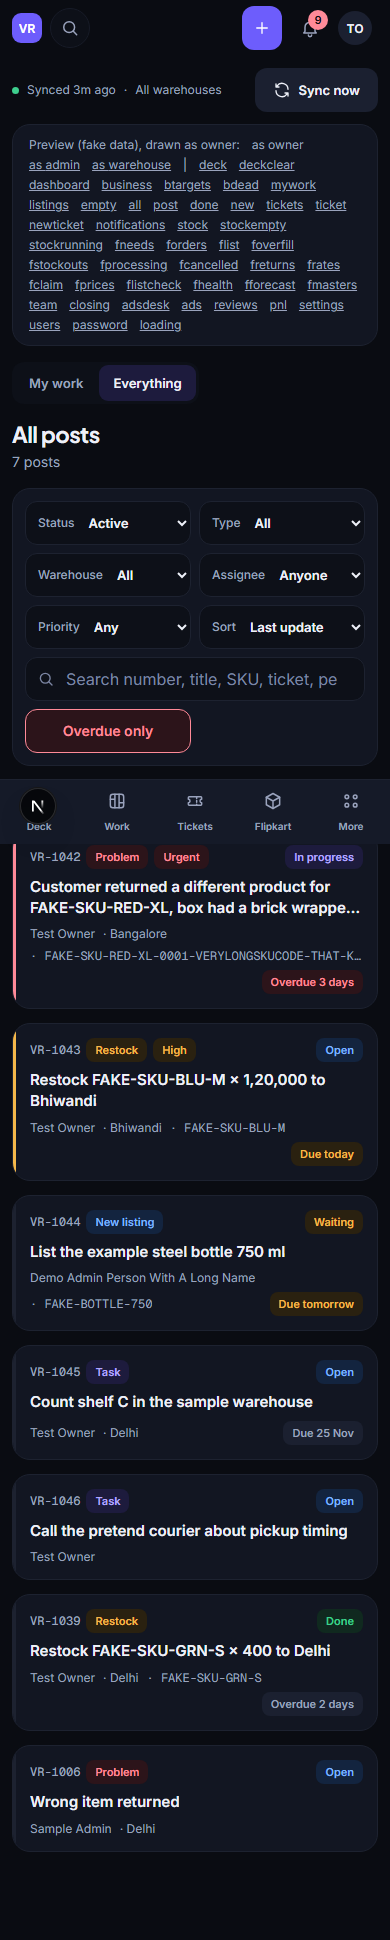 VR
+
9
TO
Synced 3m ago · All warehouses
Sync now
Preview (fake data), drawn as owner: as owner
as admin as warehouse | deck deckclear
dashboard business btargets bdead mywork
listings empty all post done new tickets ticket
newticket notifications stock stockempty
stockrunning fneeds forders flist foverfill
fstockouts fprocessing fcancelled freturns frates
fclaim fprices flistcheck fhealth fforecast fmasters
team closing adsdesk ads reviews pnl settings
users password loading
My work Everything
All posts
7 posts
Status Active Type All
Warehouse All Assignee Anyone
Priority Any Sort Last update
Search number, title, SKU, ticket, pe
Overdue only
N
Deck Work Tickets Flipkart More
VR-1042 Problem Urgent In progress
Customer returned a different product for
FAKE-SKU-RED-XL, box had a brick wrappe...
Test Owner · Bangalore
· FAKE-SKU-RED-XL-0001-VERYLONGSKUCODE-THAT-K...
Overdue 3 days
VR-1043 Restock High Open
Restock FAKE-SKU-BLU-M × 1,20,000 to
Bhiwandi
Test Owner · Bhiwandi · FAKE-SKU-BLU-M
Due today
VR-1044 New listing Waiting
List the example steel bottle 750 ml
Demo Admin Person With A Long Name
· FAKE-BOTTLE-750 Due tomorrow
VR-1045 Task Open
Count shelf C in the sample warehouse
Test Owner · Delhi Due 25 Nov
VR-1046 Task Open
Call the pretend courier about pickup timing
Test Owner
VR-1039 Restock Done
Restock FAKE-SKU-GRN-S × 400 to Delhi
Test Owner · Delhi · FAKE-SKU-GRN-S
Overdue 2 days
VR-1006 Problem Open
Wrong item returned
Sample Admin · Delhi